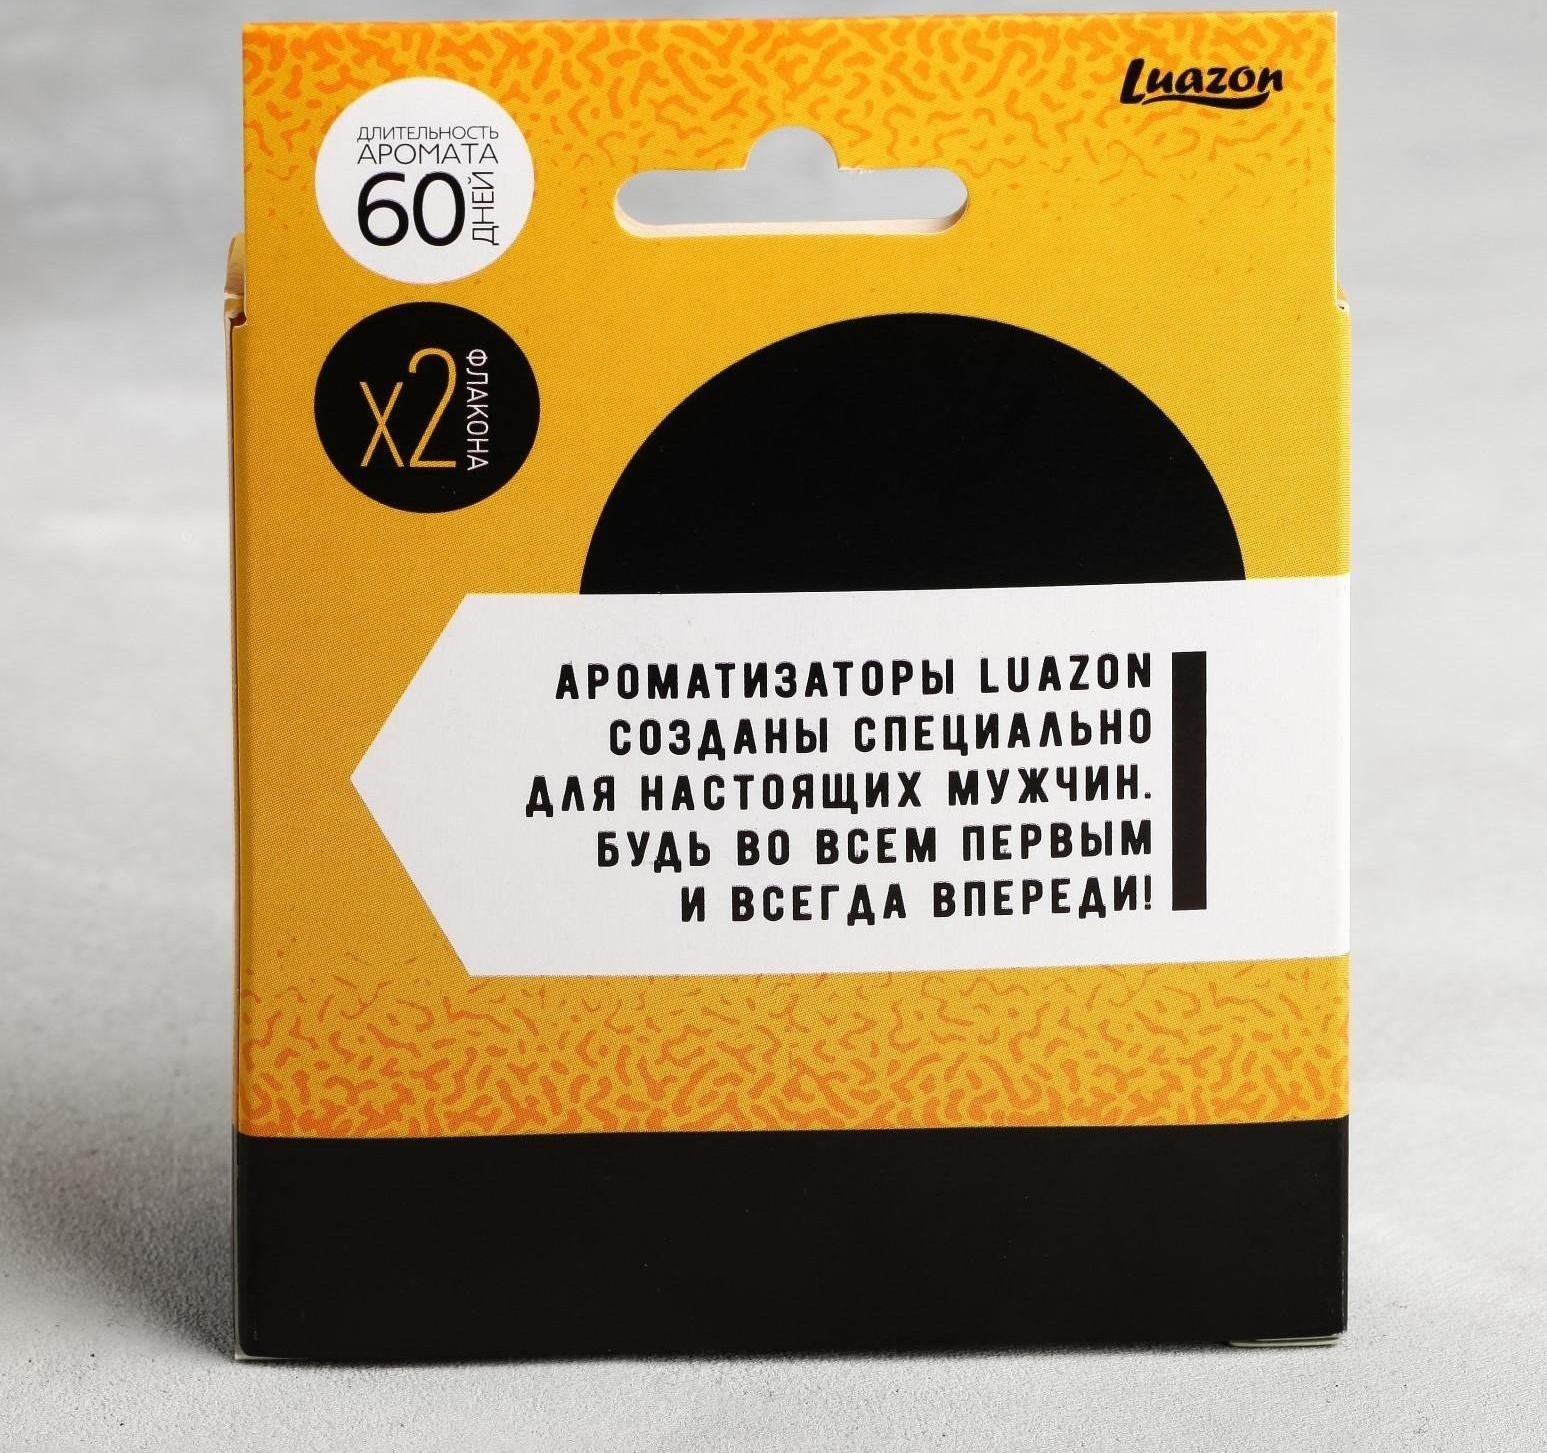 Luazon
ДЛИТЕЛЬНОСТЬ
АРОМАТА
60 ДНЕЙ
x2 ФЛАКОНА
АРОМАТИЗАТОРЫ LUAZON
СОЗДАНЫ СПЕЦИАЛЬНО
ДЛЯ НАСТОЯЩИХ МУЖЧИН.
БУДЬ ВО ВСЕМ ПЕРВЫМ
И ВСЕГДА ВПЕРЕДИ!